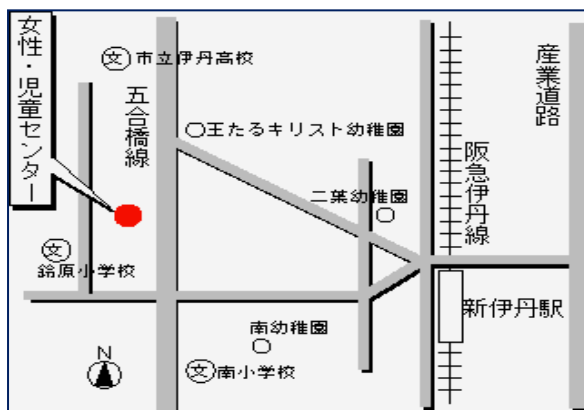 女性・児童センター
文市立伊丹高校
五合橋線
王たるキリスト幼稚園
二葉幼稚園
阪急伊丹線
産業道路
文
鈴原小学校
新伊丹駅
南幼稚園
文南小学校
N